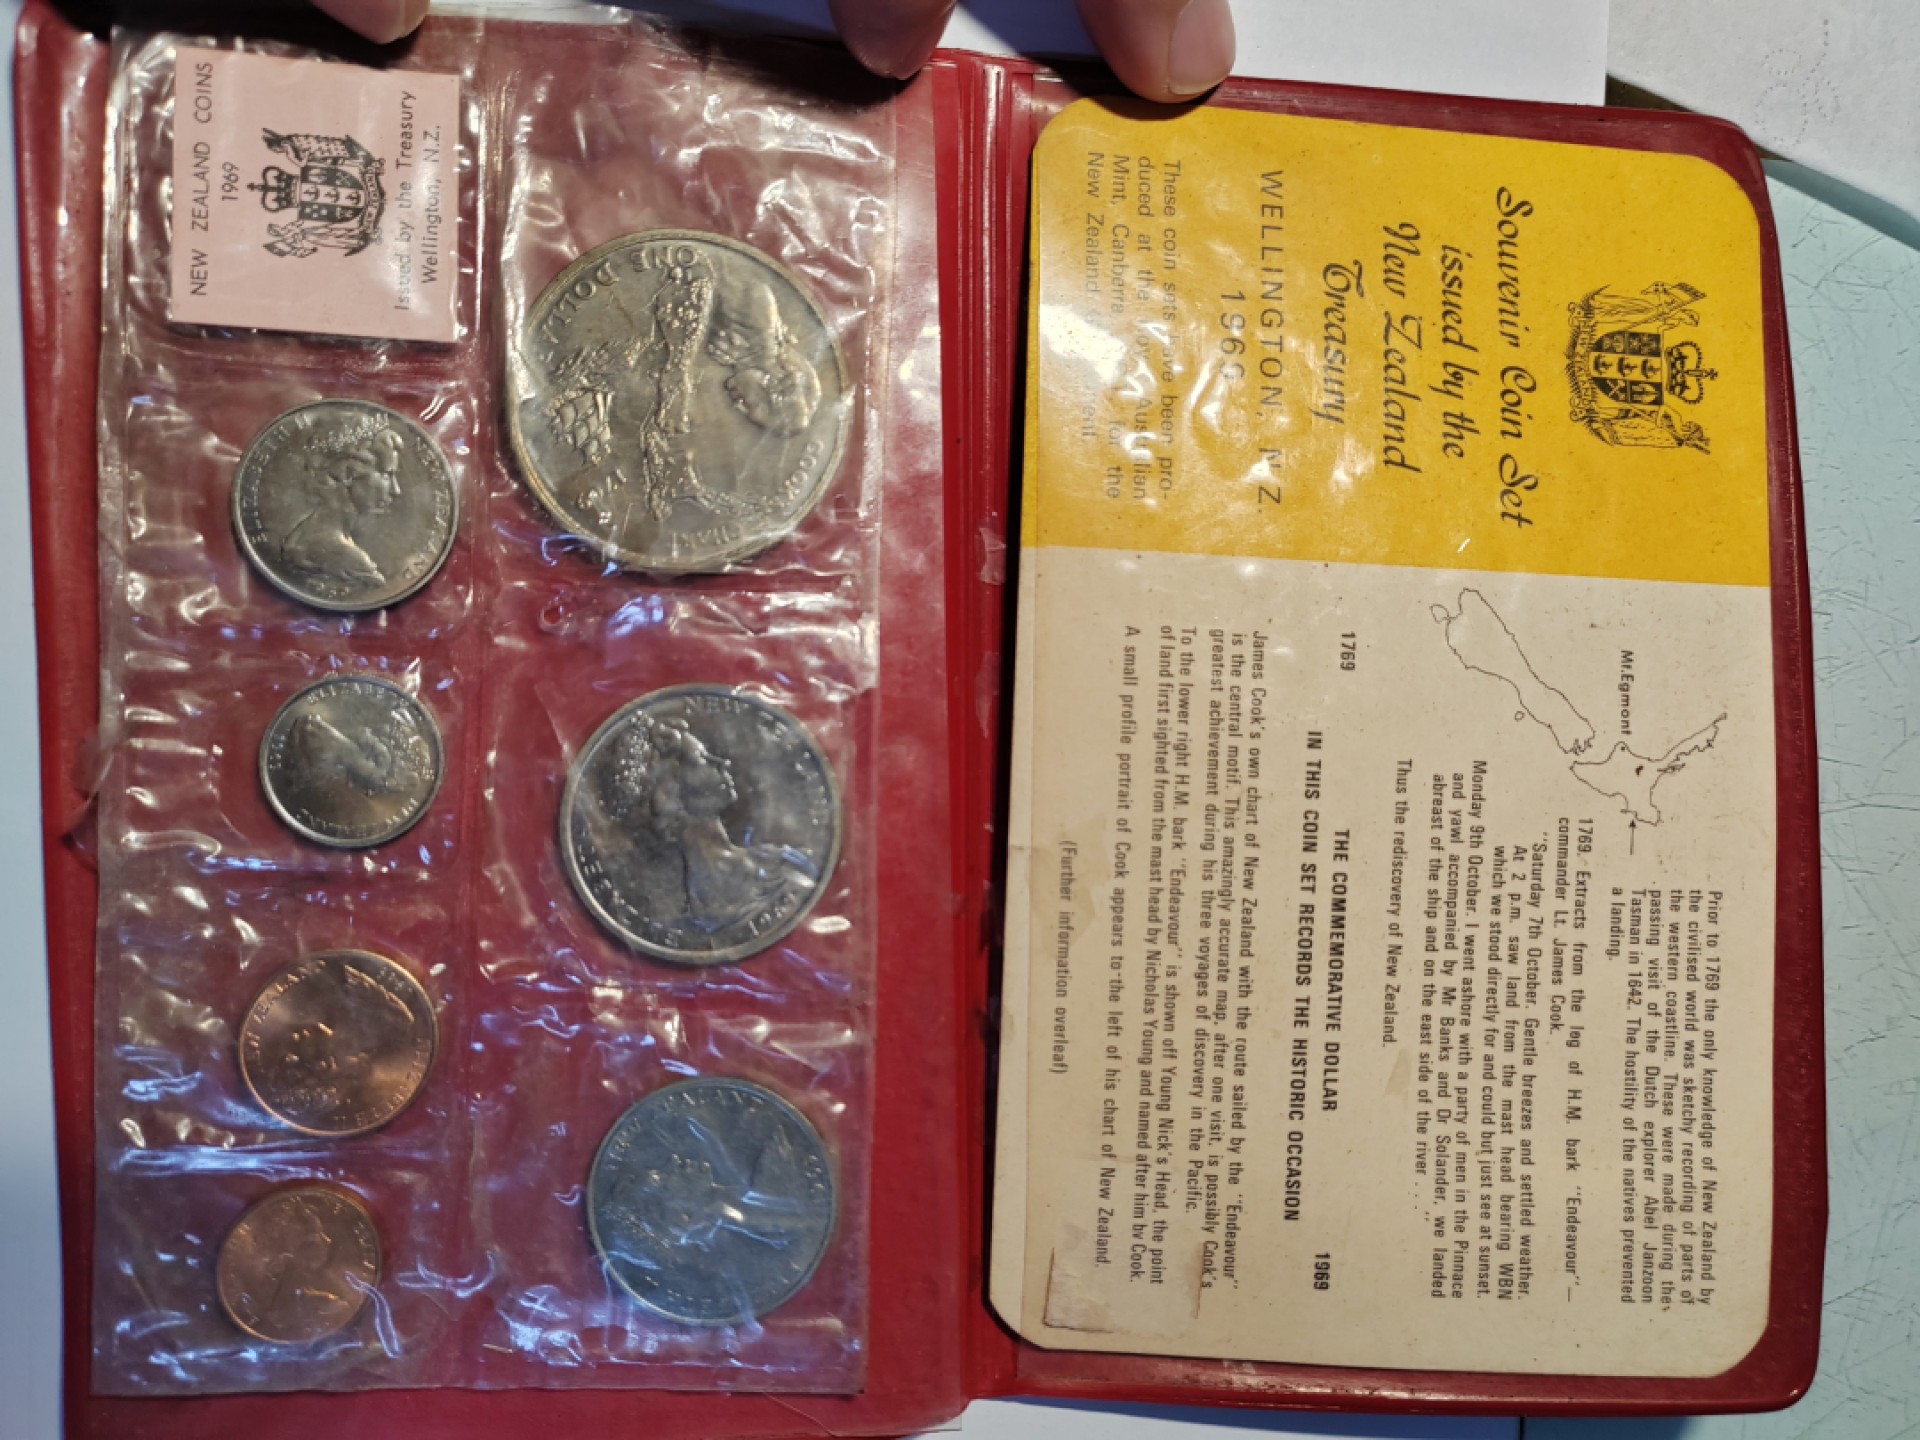 NEW ZEALAND COINS
1969
Issued by the Treasury
Wellington, N.Z.
ONE DOLLAR
COOK
CHART
1769
ELIZABETH II NEW ZEALAND
ELIZABETH
NEW ZEALAND
NEW ZEALAND
NEW ZEALAND
Souvenir Coin Set
issued by the
New Zealand
Treasury
WELLINGTON, N.Z.
1969
These coin sets have been pro-
duced at the Royal Australian
Mint, Canberra, for the
New Zealand
Mt.Egmont
Prior to 1769 the only knowledge of New Zealand by
the civilised world was sketchy recording of parts of
the western coastline. These were made during the
passing visit of the Dutch explorer Abel Janzoon
Tasman in 1642. The hostility of the natives prevented
a landing.
1769. Extracts from the log of H.M. bark "Endeavour"—
commander Lt. James Cook.
"Saturday 7th October. Gentle breezes and settled weather.
At 2 p.m. saw land from the mast head bearing WBN
which we stood directly for and could but just see at sunset.
Monday 9th October. I went ashore with a party of men in the Pinnace
and yawl accompanied by Mr Banks and Dr Solander, we landed
abreast of the ship and on the east side of the river . . ."
Thus the rediscovery of New Zealand.
THE COMMEMORATIVE DOLLAR
1769 IN THIS COIN SET RECORDS THE HISTORIC OCCASION 1969
James Cook's own chart of New Zealand with the route sailed by the "Endeavour"
is the central motif. This amazingly accurate map, after one visit, is possibly Cook's
greatest achievement during his three voyages of discovery in the Pacific.
To the lower right H.M. bark "Endeavour" is shown off Young Nick's Head, the point
of land first sighted from the mast head by Nicholas Young and named after him by Cook.
A small profile portrait of Cook appears to the left of his chart of New Zealand.
(Further information overleaf)